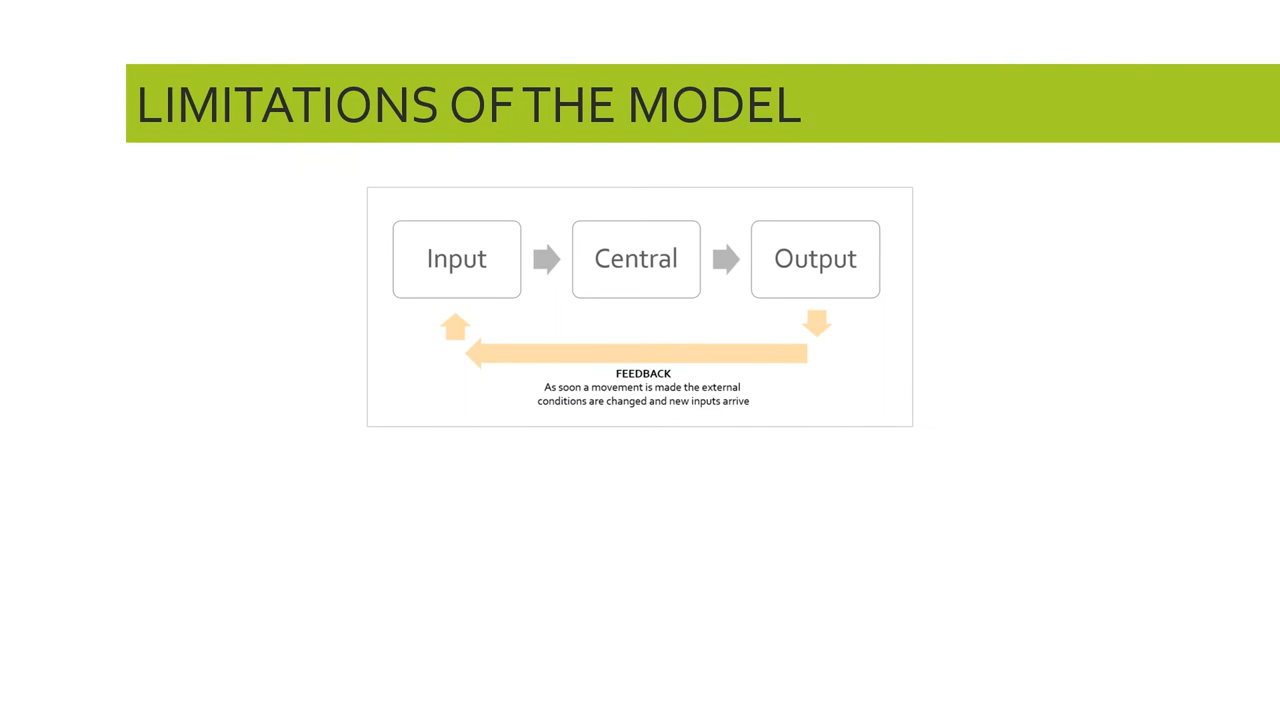 LIMITATIONS OF THE MODEL
Input
Central
Output
FEEDBACK
As soon a movement is made the external
conditions are changed and new inputs arrive